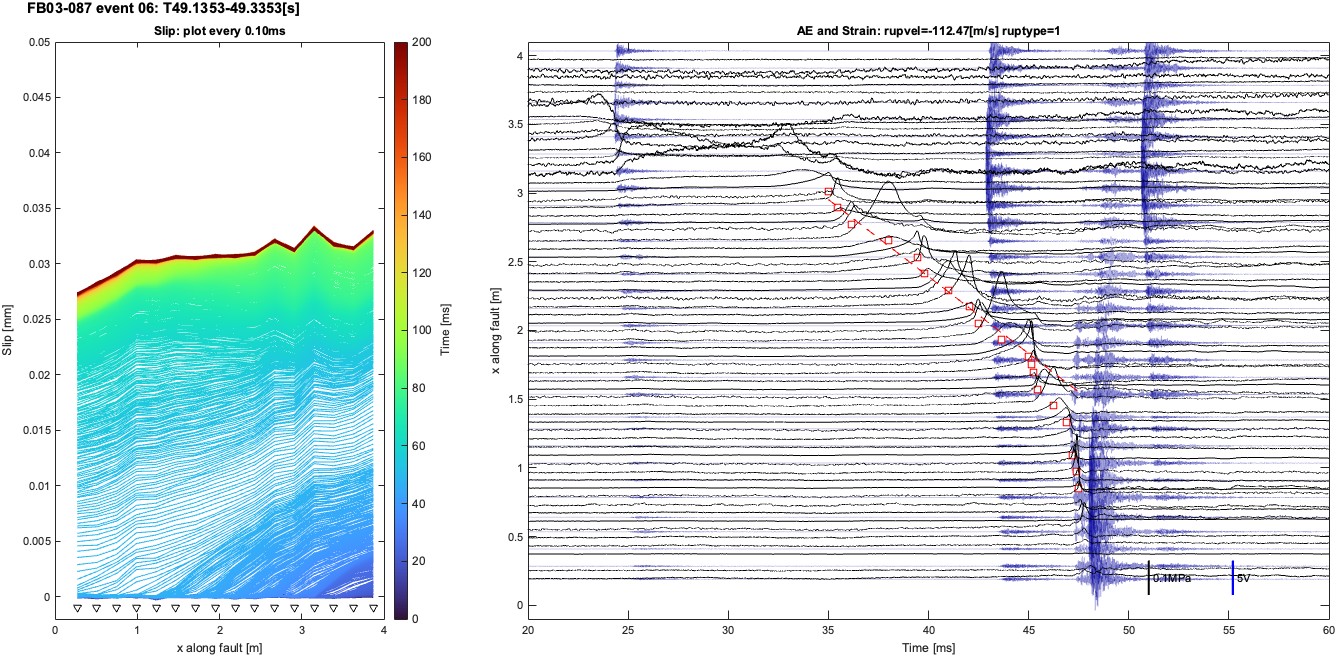 FB03-087 event 06: T49.1353-49.3353[s]
Slip: plot every 0.10ms
0.05
0.045
0.04
0.035
0.03
0.025
0.02
0.015
0.01
0.005
0
Slip [mm]
0 1 2 3 4
x along fault [m]
200
180
160
140
120
100
80
60
40
20
0
Time [ms]
AE and Strain: rupvel=-112.47[m/s] ruptype=1
4
3.5
3
2.5
2
1.5
1
0.5
0
x along fault [m]
0.1MPa 5V
20 25 30 35 40 45 50 55 60
Time [ms]